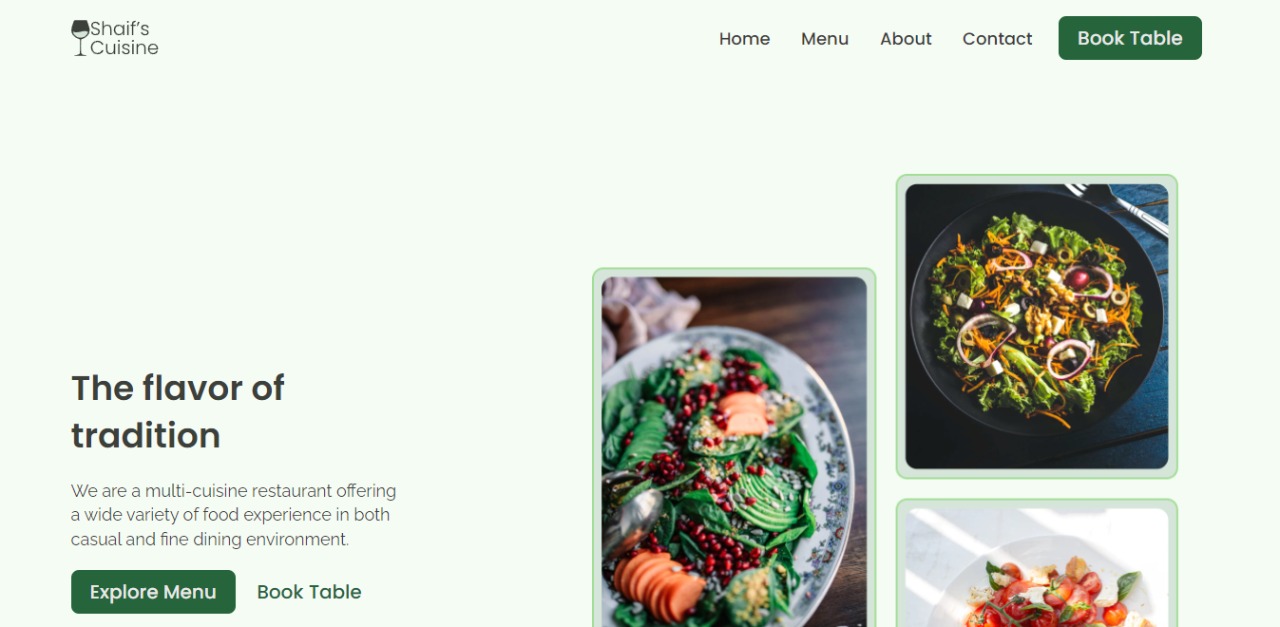 Shaif's
Cuisine
Home Menu About Contact Book Table
The flavor of
tradition
We are a multi-cuisine restaurant offering
a wide variety of food experience in both
casual and fine dining environment.
Explore Menu Book Table